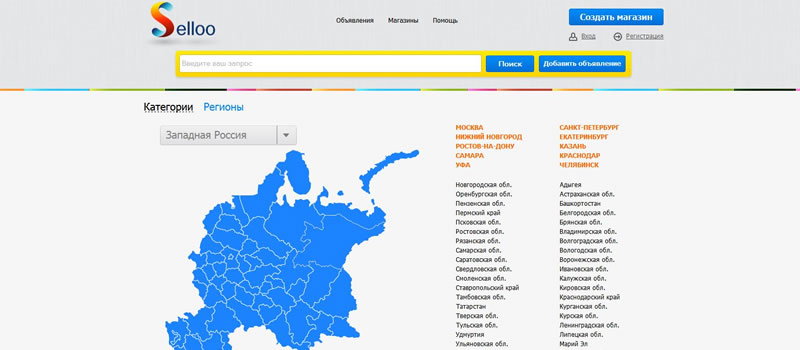 Selloo
Объявления Магазины Помощь
Создать магазин
Вход Регистрация
Введите ваш запрос
Поиск
Добавить объявление
Категории Регионы
Западная Россия
МОСКВА
НИЖНИЙ НОВГОРОД
РОСТОВ-НА-ДОНУ
САМАРА
УФА
САНКТ-ПЕТЕРБУРГ
ЕКАТЕРИНБУРГ
КАЗАНЬ
КРАСНОДАР
ЧЕЛЯБИНСК
Новгородская обл.
Оренбургская обл.
Пензенская обл.
Пермский край
Псковская обл.
Ростовская обл.
Рязанская обл.
Самарская обл.
Саратовская обл.
Свердловская обл.
Смоленская обл.
Ставропольский край
Тамбовская обл.
Татарстан
Тверская обл.
Тульская обл.
Удмуртия
Ульяновская обл.
Адыгея
Астраханская обл.
Башкортостан
Белгородская обл.
Брянская обл.
Владимирская обл.
Волгоградская обл.
Вологодская обл.
Воронежская обл.
Ивановская обл.
Калужская обл.
Кировская обл.
Краснодарский край
Курганская обл.
Курская обл.
Ленинградская обл.
Липецкая обл.
Марий Эл